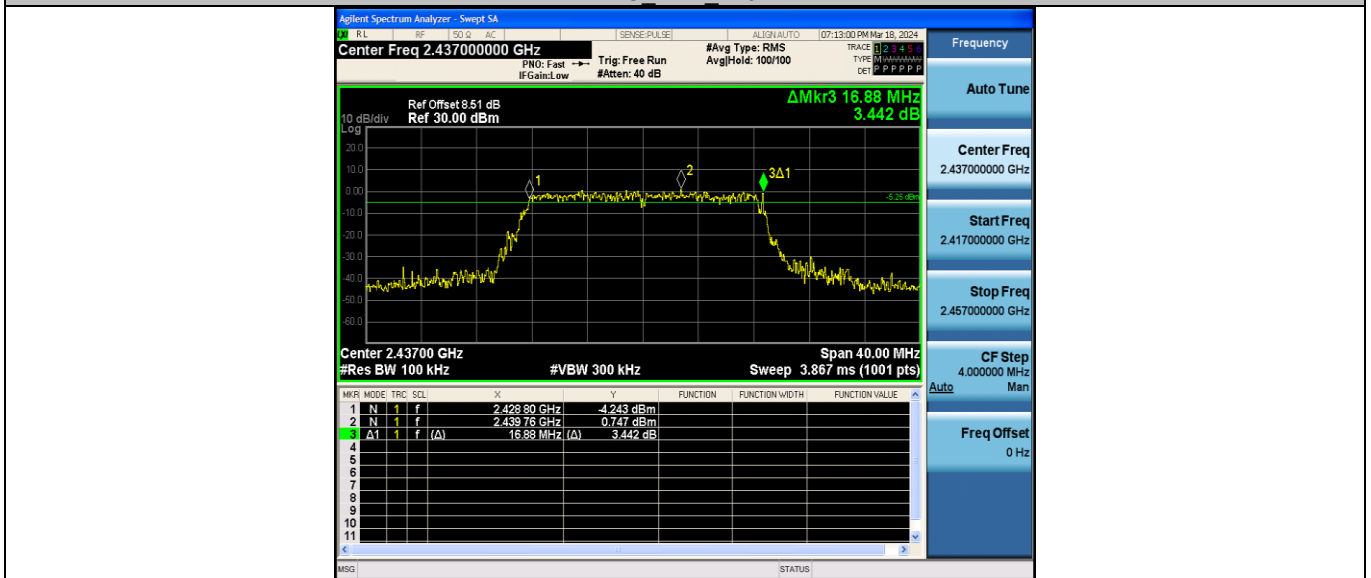 Agilent Spectrum Analyzer - Swept SA
RL RF 50 Ω AC SENSE:PULSE ALIGNAUTO 07:13:00 PM Mar 18, 2024
Center Freq 2.437000000 GHz
PNO: Fast
IFGain:Low
Trig: Free Run
#Atten: 40 dB
#Avg Type: RMS
Avg|Hold: 100/100
TRACE 1 2 3 4 5 6
TYPE M
DET P P P P P P
ΔMkr3 16.88 MHz
3.442 dB
Ref Offset 8.51 dB
10 dB/div Ref 30.00 dBm
Log
20.0
10.0
0.00
-10.0
-20.0
-30.0
-40.0
-50.0
-60.0
1
2
3Δ1
-5.25 dBm
Center 2.43700 GHz Span 40.00 MHz
#Res BW 100 kHz #VBW 300 kHz Sweep 3.867 ms (1001 pts)
MKR MODE TRC SCL X Y FUNCTION FUNCTION WIDTH FUNCTION VALUE
1 N 1 f 2.428 80 GHz -4.243 dBm
2 N 1 f 2.439 76 GHz 0.747 dBm
3 Δ1 1 f (Δ) 16.88 MHz (Δ) 3.442 dB
4
5
6
7
8
9
10
11
MSG STATUS
Frequency
Auto Tune
Center Freq
2.437000000 GHz
Start Freq
2.417000000 GHz
Stop Freq
2.457000000 GHz
CF Step
4.000000 MHz
Auto Man
Freq Offset
0 Hz